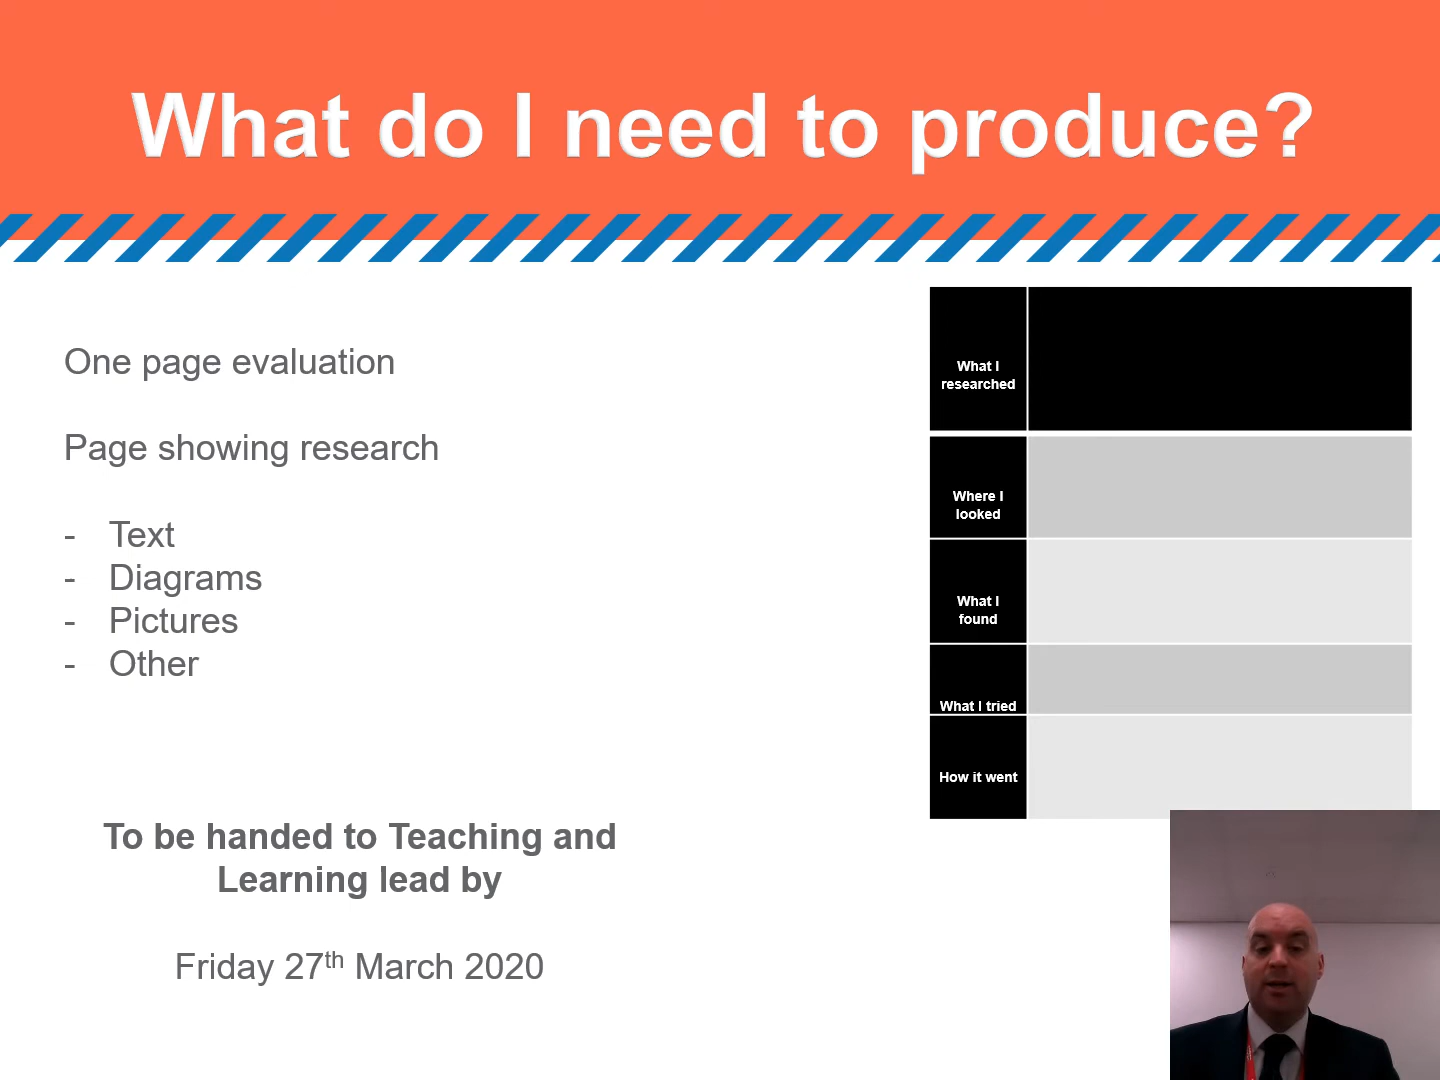 What do I need to produce?
One page evaluation
Page showing research
- Text
- Diagrams
- Pictures
- Other
To be handed to Teaching and
Learning lead by
Friday 27th March 2020
What I
researched
Where I
looked
What I
found
What I tried
How it went